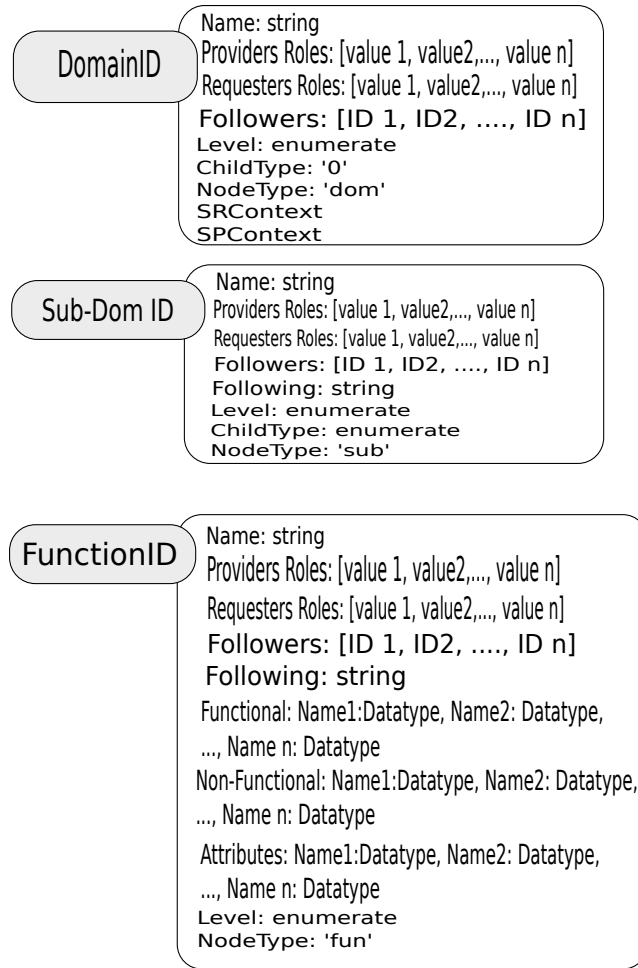 DomainID
Name: string
Providers Roles: [value 1, value2,..., value n]
Requesters Roles: [value 1, value2,..., value n]
Followers: [ID 1, ID2, ...., ID n]
Level: enumerate
ChildType: '0'
NodeType: 'dom'
SRContext
SPContext
Sub-Dom ID
Name: string
Providers Roles: [value 1, value2,..., value n]
Requesters Roles: [value 1, value2,..., value n]
Followers: [ID 1, ID2, ...., ID n]
Following: string
Level: enumerate
ChildType: enumerate
NodeType: 'sub'
FunctionID
Name: string
Providers Roles: [value 1, value2,..., value n]
Requesters Roles: [value 1, value2,..., value n]
Followers: [ID 1, ID2, ...., ID n]
Following: string
Functional: Name1:Datatype, Name2: Datatype,
..., Name n: Datatype
Non-Functional: Name1:Datatype, Name2: Datatype,
..., Name n: Datatype
Attributes: Name1:Datatype, Name2: Datatype,
..., Name n: Datatype
Level: enumerate
NodeType: 'fun'